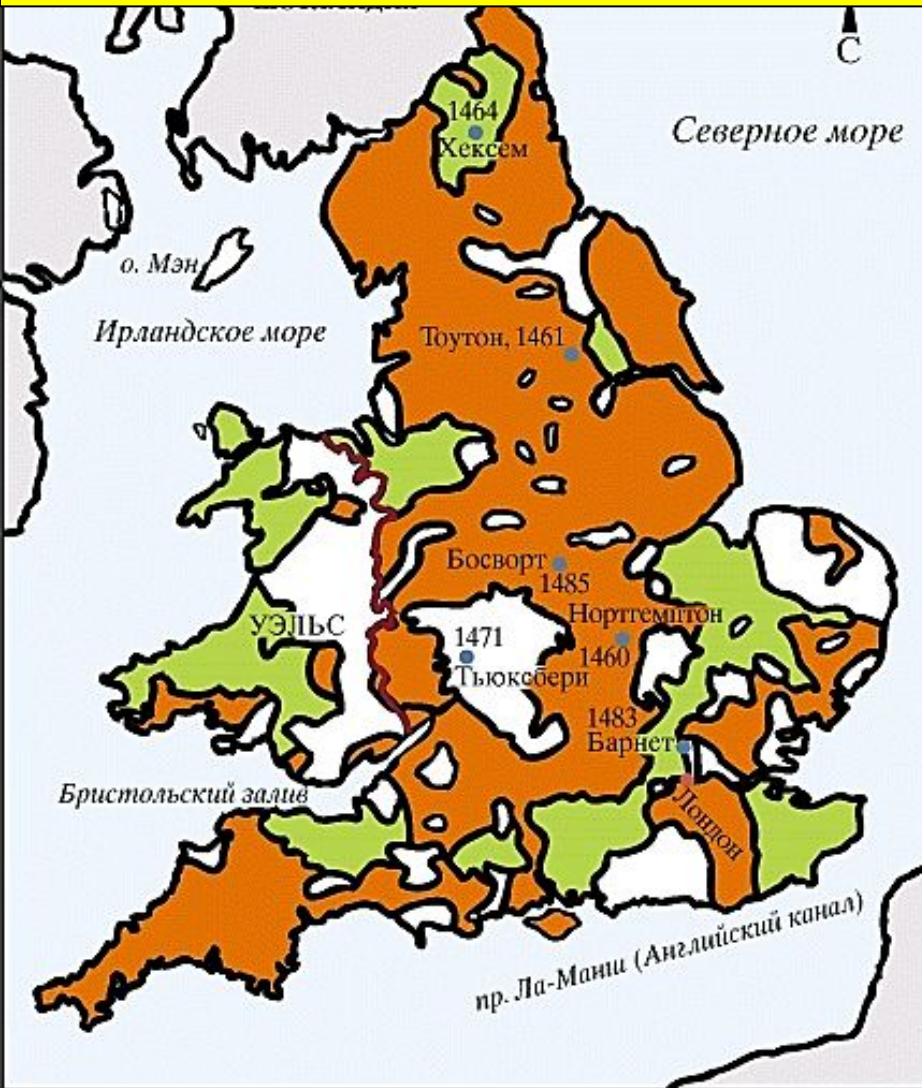 С
1464
Хексем
Северное море
о. Мэн
Ирландское море
Тоутон, 1461
Босворт
1485
Нортгемптон
1460
УЭЛЬС
1471
Тьюксбери
1483
Барнет
Бристольский залив
Лондон
пр. Ла-Манш (Английский канал)